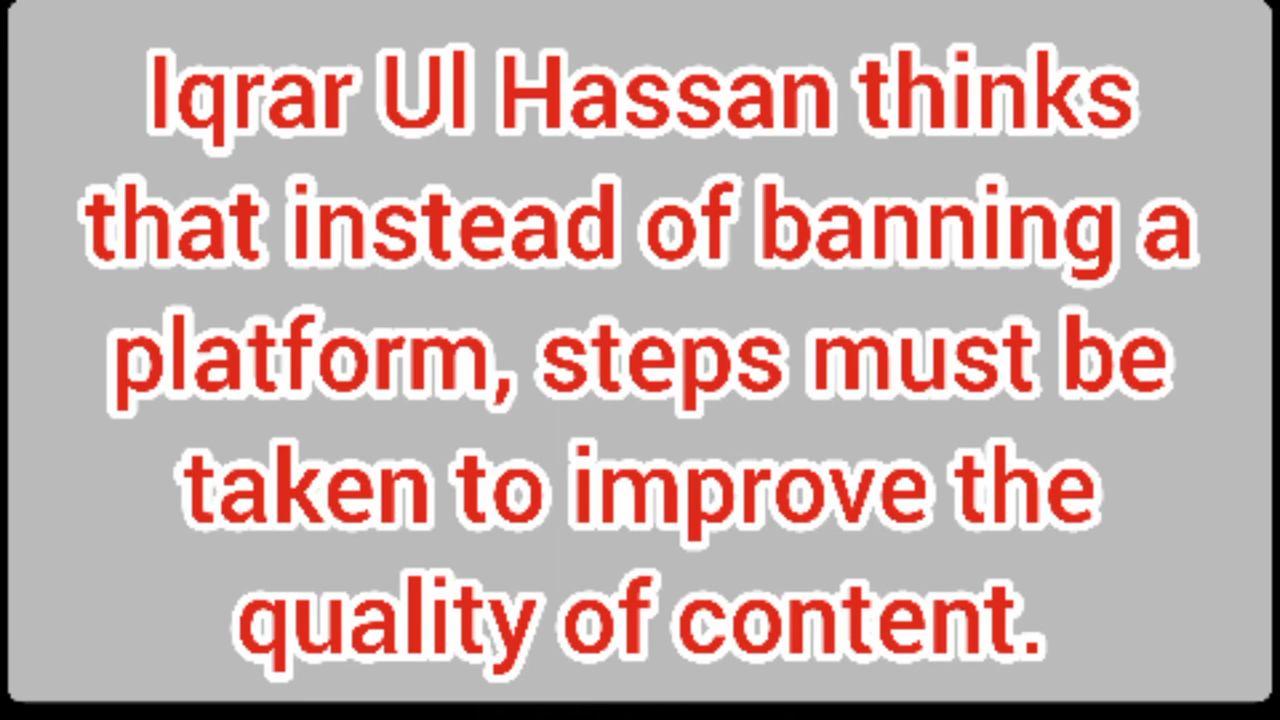 Iqrar Ul Hassan thinks
that instead of banning a
platform, steps must be
taken to improve the
quality of content.